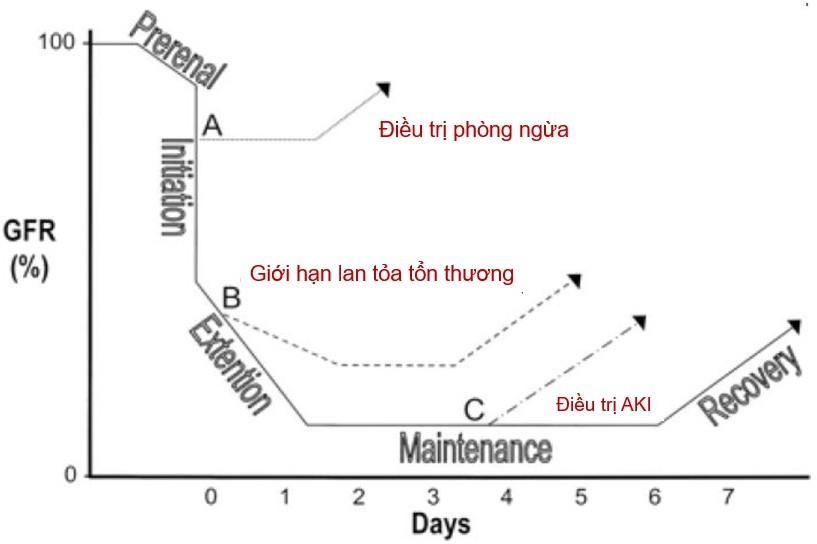 Prerenal
100
A
Điều trị phòng ngừa
Initiation
GFR
(%)
Giới hạn lan tỏa tổn thương
B
Extention
C
Điều trị AKI
Recovery
Maintenance
0
0 1 2 3 4 5 6 7
Days